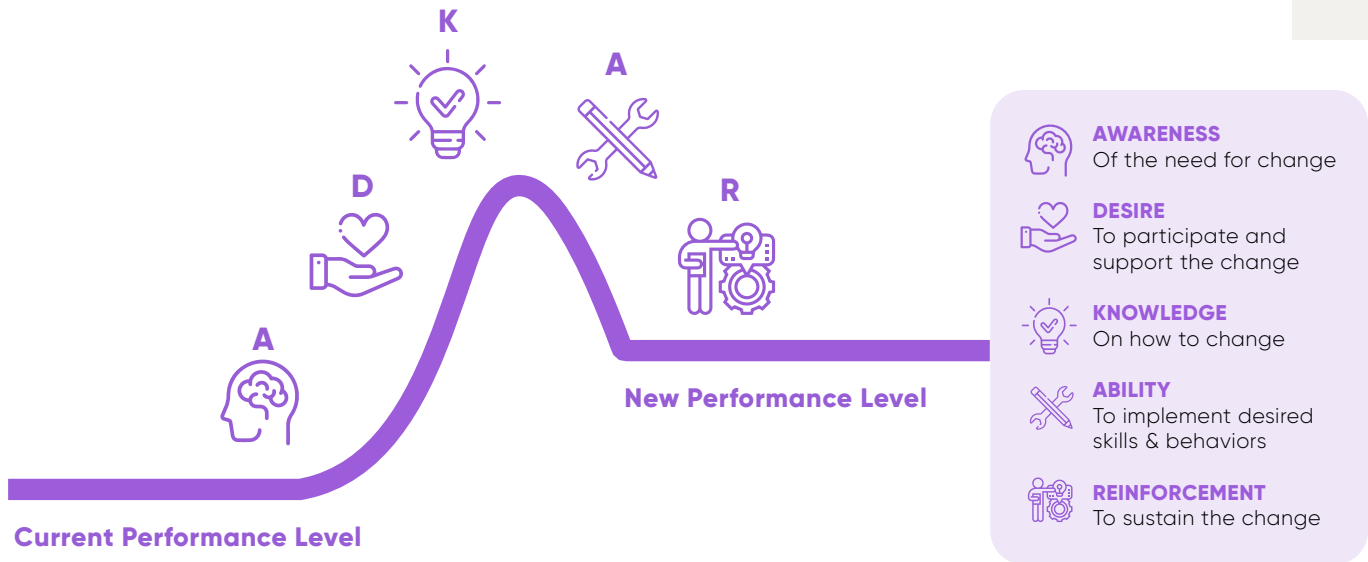 K
A
D
R
A
New Performance Level
Current Performance Level
AWARENESS
Of the need for change
DESIRE
To participate and
support the change
KNOWLEDGE
On how to change
ABILITY
To implement desired
skills & behaviors
REINFORCEMENT
To sustain the change